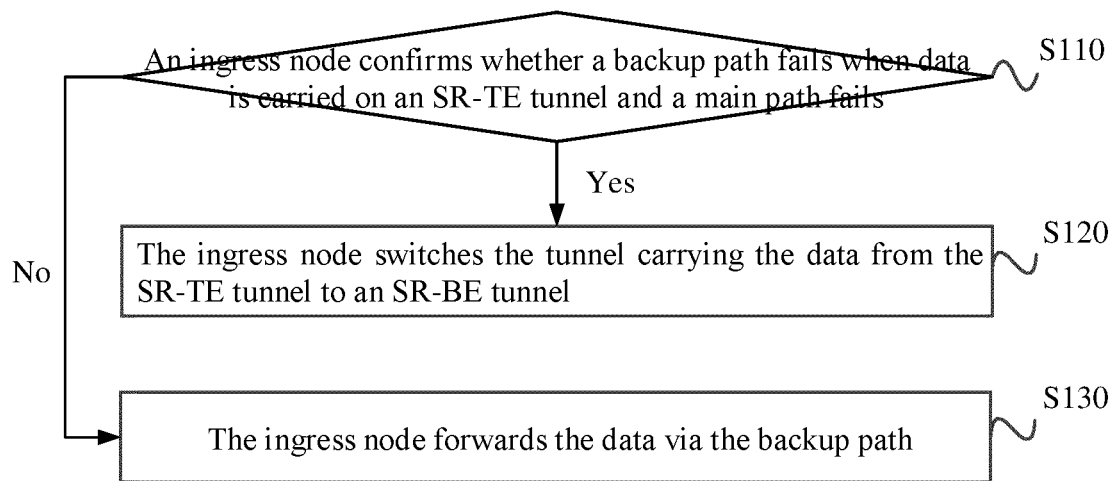 An ingress node confirms whether a backup path fails when data
is carried on an SR-TE tunnel and a main path fails
S110
Yes
The ingress node switches the tunnel carrying the data from the
SR-TE tunnel to an SR-BE tunnel
S120
No
The ingress node forwards the data via the backup path
S130